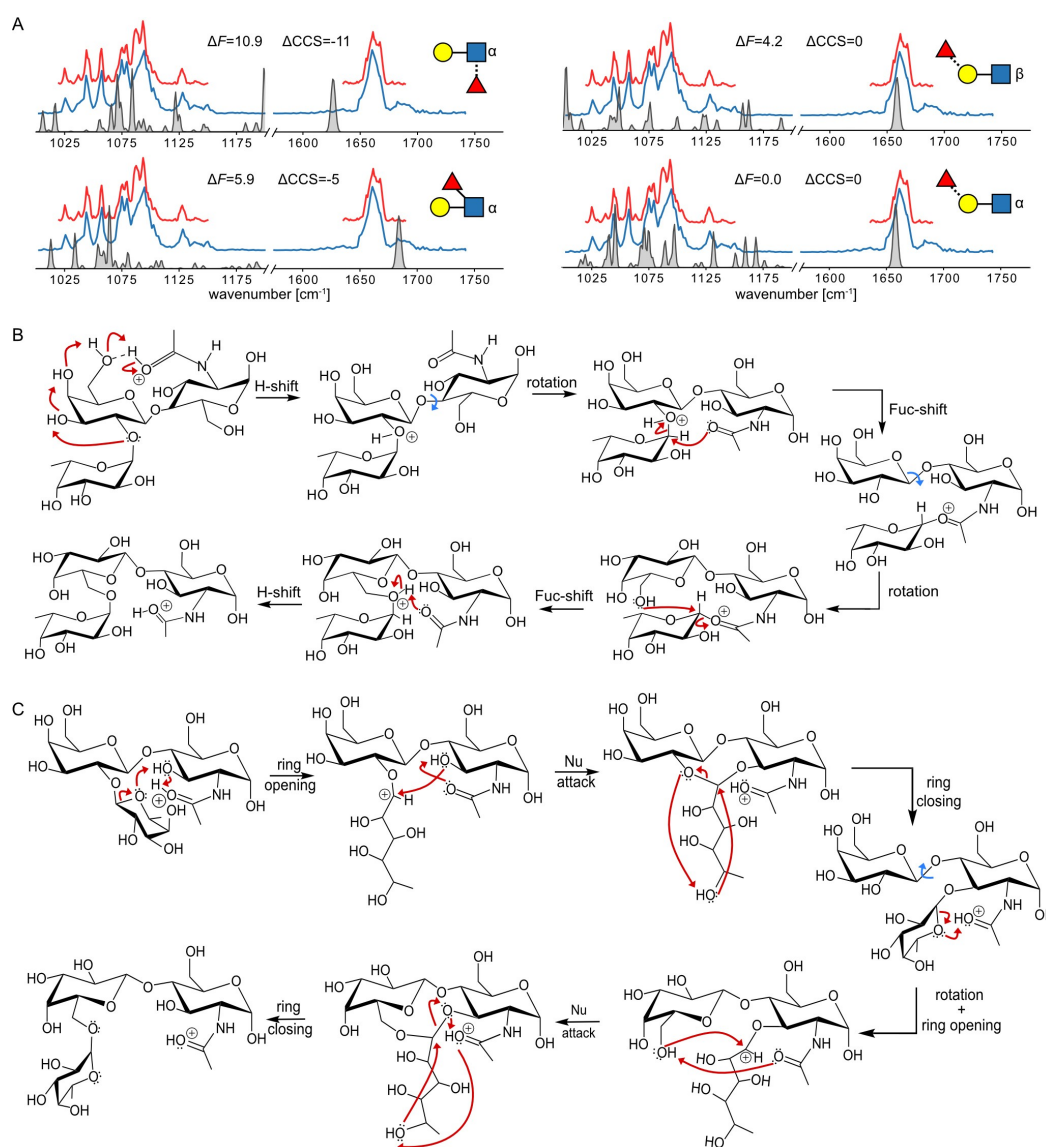 A
ΔF=10.9 ΔCCS=-11
α
ΔF=4.2 ΔCCS=0
β
1025 1075 1125 1175 1600 1650 1700 1750
1025 1075 1125 1175 1600 1650 1700 1750
ΔF=5.9 ΔCCS=-5
α
ΔF=0.0 ΔCCS=0
α
1025 1075 1125 1175 1600 1650 1700 1750
1025 1075 1125 1175 1600 1650 1700 1750
wavenumber [cm⁻¹]
wavenumber [cm⁻¹]
B
H-shift
rotation
Fuc-shift
rotation
Fuc-shift
H-shift
C
ring
opening
Nu
attack
ring
closing
rotation
+
ring opening
Nu
attack
ring
closing